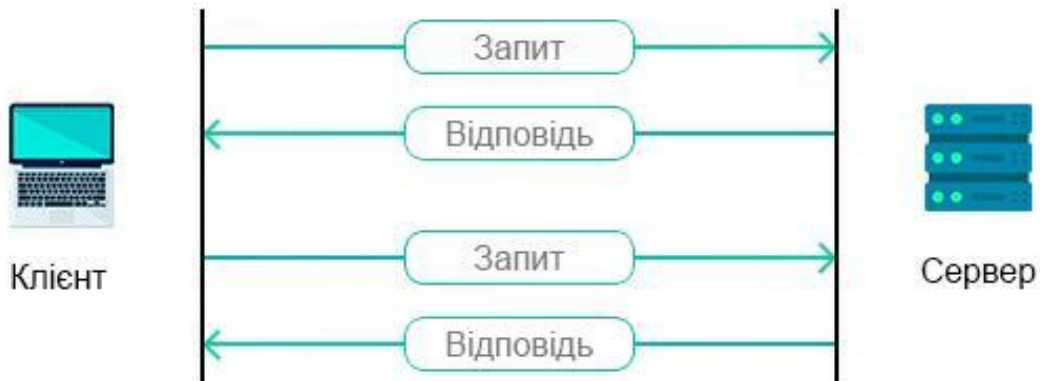 Запит
Відповідь
Запит
Відповідь
Клієнт
Сервер